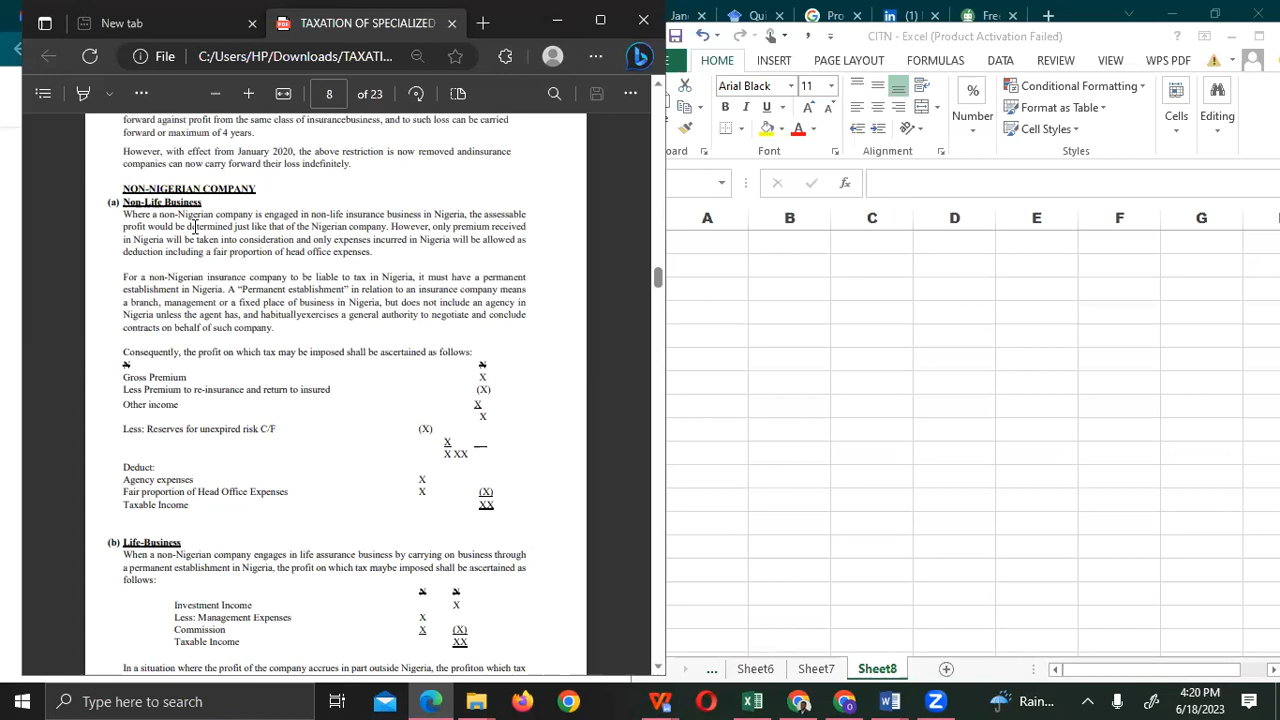 New tab
TAXATION OF SPECIALIZED
File C:/Users/HP/Downloads/TAXATI...
8 of 23
forward against profit from the same class of insurancebusiness, and to such loss can be carried
forward or maximum of 4 years.
However, with effect from January 2020, the above restriction is now removed andinsurance
companies can now carry forward their loss indefinitely.
NON-NIGERIAN COMPANY
(a) Non-Life Business
Where a non-Nigerian company is engaged in non-life insurance business in Nigeria, the assessable
profit would be determined just like that of the Nigerian company. However, only premium received
in Nigeria will be taken into consideration and only expenses incurred in Nigeria will be allowed as
deduction including a fair proportion of head office expenses.
For a non-Nigerian insurance company to be liable to tax in Nigeria, it must have a permanent
establishment in Nigeria. A “Permanent establishment” in relation to an insurance company means
a branch, management or a fixed place of business in Nigeria, but does not include an agency in
Nigeria unless the agent has, and habituallyexercises a general authority to negotiate and conclude
contracts on behalf of such company.
Consequently, the profit on which tax may be imposed shall be ascertained as follows:
₦ ₦
Gross Premium X
Less Premium to re-insurance and return to insured (X)
Other income X
X
Less: Reserves for unexpired risk C/F (X)
X __
X XX
Deduct:
Agency expenses X
Fair proportion of Head Office Expenses X (X)
Taxable Income XX
(b) Life-Business
When a non-Nigerian company engages in life assurance business by carrying on business through
a permanent establishment in Nigeria, the profit on which tax maybe imposed shall be ascertained as
follows:
₦ ₦
Investment Income X
Less: Management Expenses X
Commission X (X)
Taxable Income XX
In a situation where the profit of the company accrues in part outside Nigeria, the profiton which tax
Jan
(1
Fre
CITN - Excel (Product Activation Failed)
HOME INSERT PAGE LAYOUT FORMULAS DATA REVIEW VIEW WPS PDF
Arial Black 11
B I U
Alignment
% Number
Conditional Formatting
Format as Table
Cell Styles
Styles
Cells
Editing
fx
A B C D E F G H
... Sheet6 Sheet7 Sheet8
Type here to search
Rain...
4:20 PM
6/18/2023